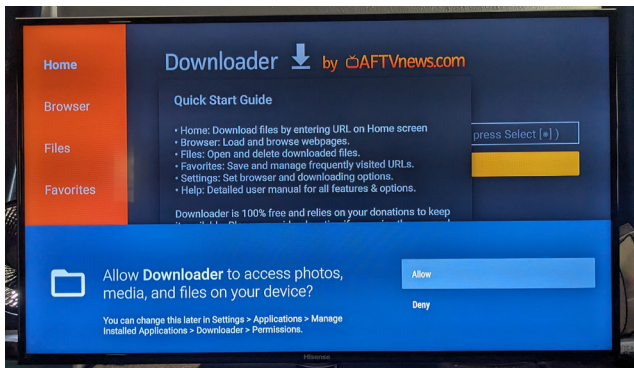 Home
Browser
Files
Favorites
Downloader by AFTVnews.com
Quick Start Guide
• Home: Download files by entering URL on Home screen
• Browser: Load and browse webpages.
• Files: Open and delete downloaded files.
• Favorites: Save and manage frequently visited URLs.
• Settings: Set browser and downloading options.
• Help: Detailed user manual for all features & options.
Downloader is 100% free and relies on your donations to keep
press Select [◉] )
Allow Downloader to access photos,
media, and files on your device?
You can change this later in Settings > Applications > Manage
Installed Applications > Downloader > Permissions.
Allow
Deny
Hisense